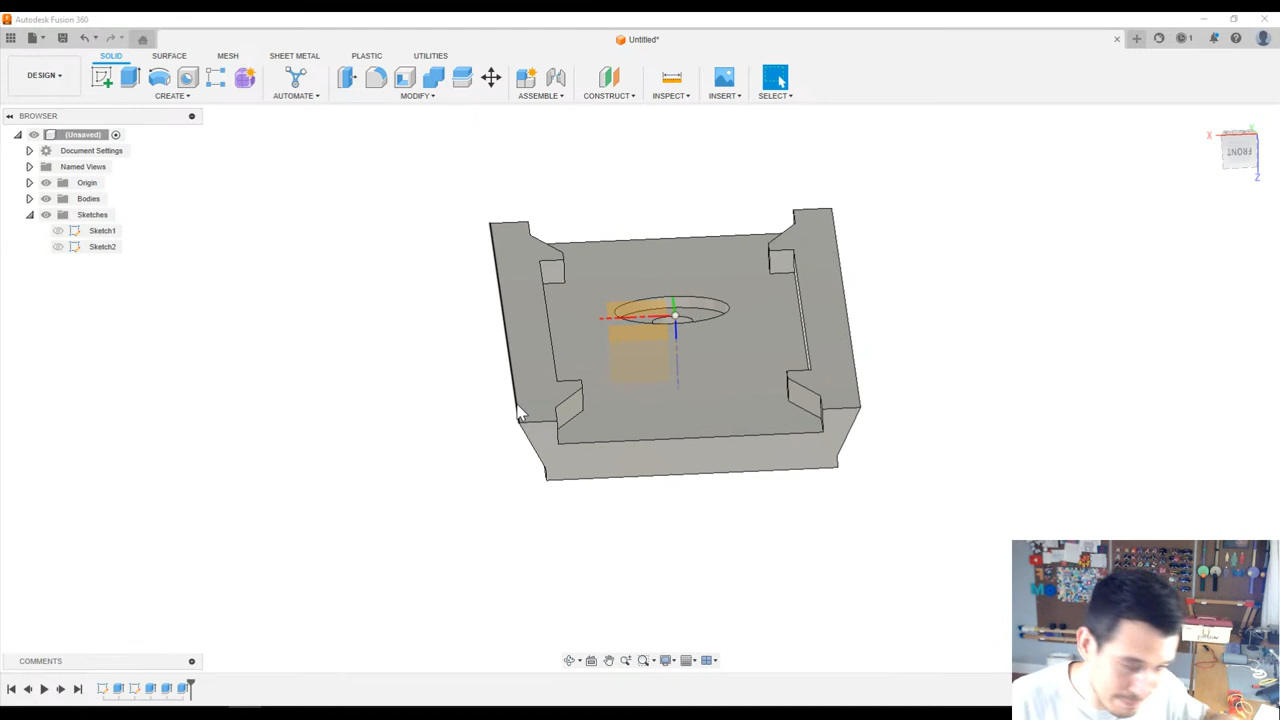 Autodesk Fusion 360
Untitled*
SOLID SURFACE MESH SHEET METAL PLASTIC UTILITIES
DESIGN
CREATE AUTOMATE MODIFY ASSEMBLE CONSTRUCT INSPECT INSERT SELECT
1
BROWSER
(Unsaved)
Document Settings
Named Views
Origin
Bodies
Sketches
Sketch1
Sketch2
X
FRONT
Z
COMMENTS